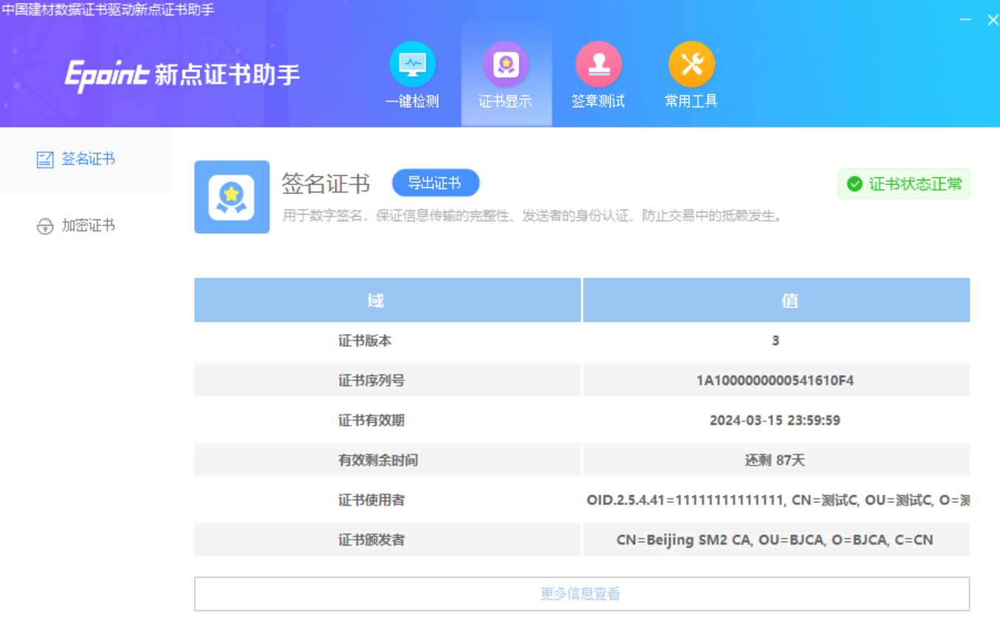 中国建材数据证书驱动新点证书助手
Epoint 新点证书助手
一键检测
证书显示
签章测试
常用工具
签名证书
加密证书
签名证书
导出证书
证书状态正常
用于数字签名，保证信息传输的完整性、发送者的身份认证、防止交易中的抵赖发生。
域 值
证书版本 3
证书序列号 1A1000000000541610F4
证书有效期 2024-03-15 23:59:59
有效剩余时间 还剩 87天
证书使用者 OID.2.5.4.41=11111111111111, CN=测试C, OU=测试C, O=测
证书颁发者 CN=Beijing SM2 CA, OU=BJCA, O=BJCA, C=CN
更多信息查看